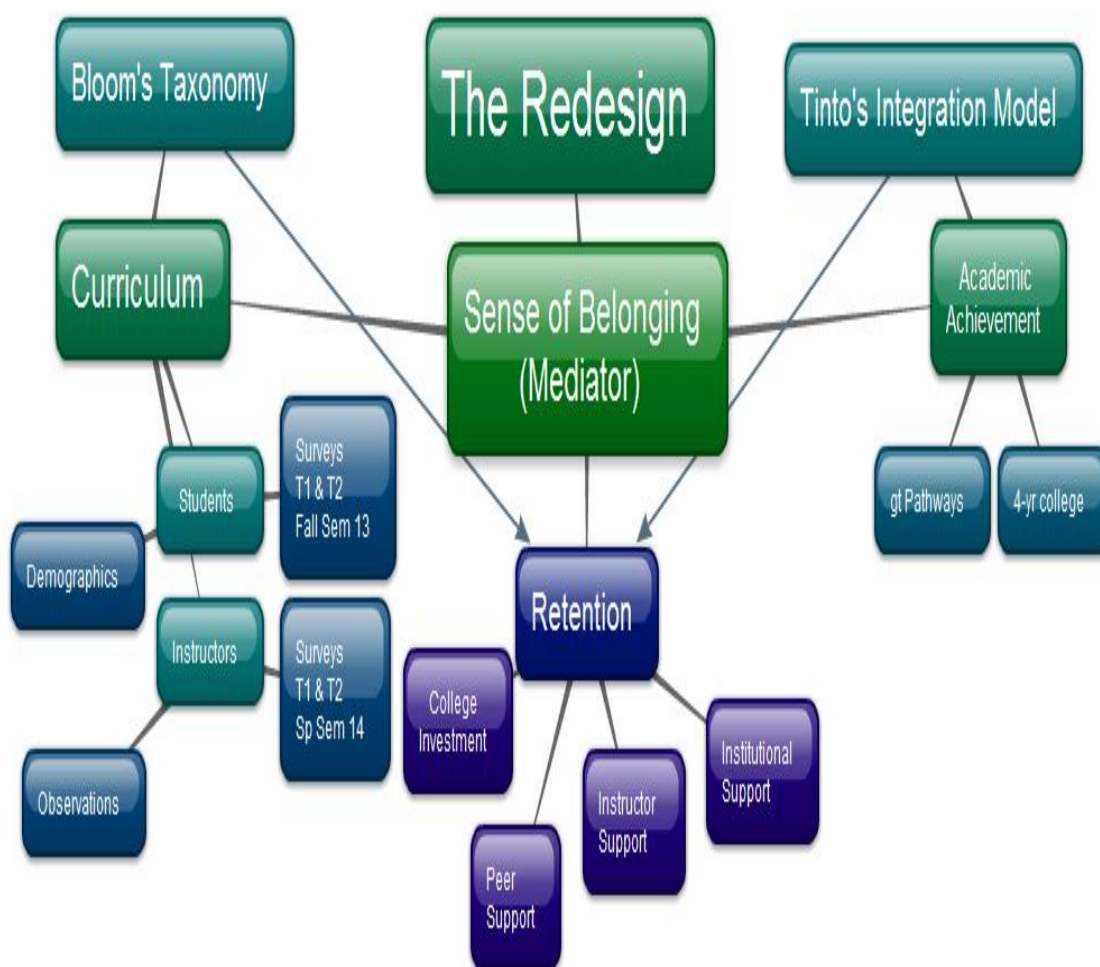 Bloom's Taxonomy
The Redesign
Tinto's Integration Model
Curriculum
Sense of Belonging
(Mediator)
Academic
Achievement
Students
Surveys
T1 & T2
Fall Sem 13
Demographics
Instructors
Surveys
T1 & T2
Sp Sem 14
Observations
gt Pathways
4-yr college
Retention
College
Investment
Peer
Support
Instructor
Support
Institutional
Support